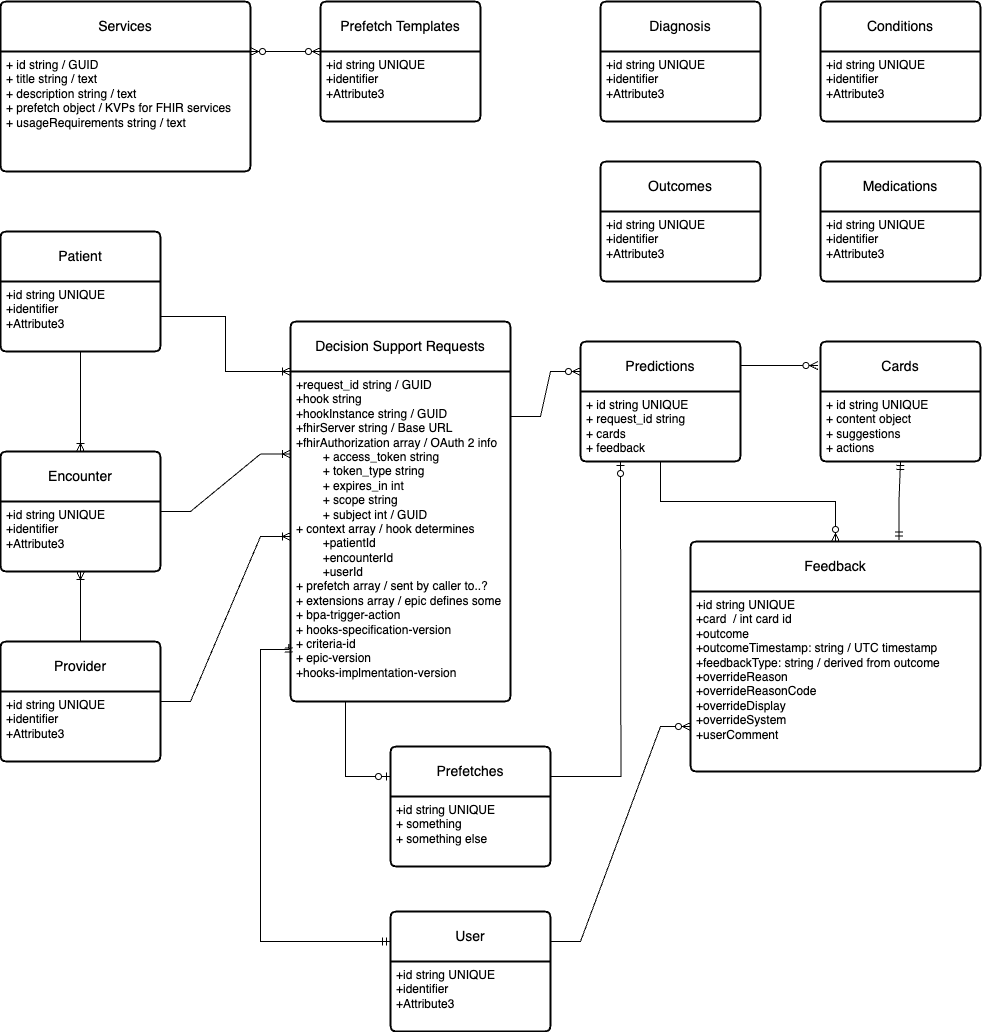 Services
+ id string / GUID
+ title string / text
+ description string / text
+ prefetch object / KVPs for FHIR services
+ usageRequirements string / text
Prefetch Templates
+id string UNIQUE
+identifier
+Attribute3
Diagnosis
+id string UNIQUE
+identifier
+Attribute3
Conditions
+id string UNIQUE
+identifier
+Attribute3
Outcomes
+id string UNIQUE
+identifier
+Attribute3
Medications
+id string UNIQUE
+identifier
+Attribute3
Patient
+id string UNIQUE
+identifier
+Attribute3
Encounter
+id string UNIQUE
+identifier
+Attribute3
Provider
+id string UNIQUE
+identifier
+Attribute3
Decision Support Requests
+request_id string / GUID
+hook string
+hookInstance string / GUID
+fhirServer string / Base URL
+fhirAuthorization array / OAuth 2 info
+ access_token string
+ token_type string
+ expires_in int
+ scope string
+ subject int / GUID
+ context array / hook determines
+patientId
+encounterId
+userId
+ prefetch array / sent by caller to..?
+ extensions array / epic defines some
+ bpa-trigger-action
+ hooks-specification-version
+ criteria-id
+ epic-version
+hooks-implmentation-version
Predictions
+ id string UNIQUE
+ request_id string
+ cards
+ feedback
Cards
+ id string UNIQUE
+ content object
+ suggestions
+ actions
Feedback
+id string UNIQUE
+card  / int card id
+outcome
+outcomeTimestamp: string / UTC timestamp
+feedbackType: string / derived from outcome
+overrideReason
+overrideReasonCode
+overrideDisplay
+overrideSystem
+userComment
Prefetches
+id string UNIQUE
+ something
+ something else
User
+id string UNIQUE
+identifier
+Attribute3